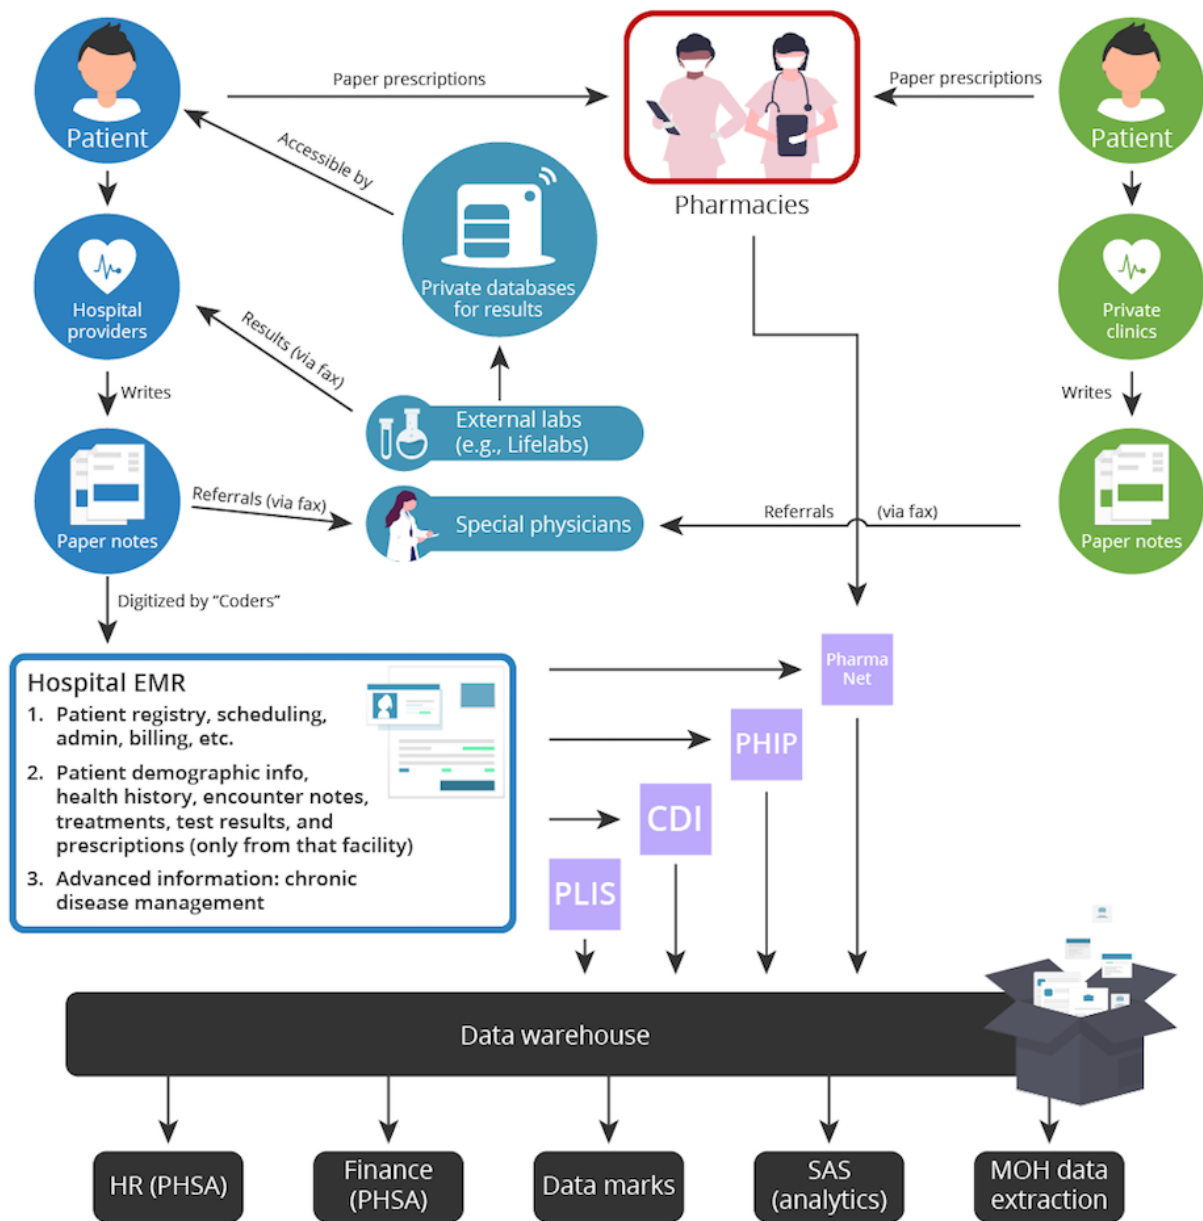 Patient
Paper prescriptions
Paper prescriptions
Patient
Accessible by
Pharmacies
Hospital
providers
Private databases
for results
Private
clinics
Results (via fax)
Writes
External labs
(e.g., Lifelabs)
Writes
Paper notes
Referrals (via fax)
Special physicians
Referrals (via fax)
Paper notes
Digitized by “Coders”
Hospital EMR
1. Patient registry, scheduling,
admin, billing, etc.
2. Patient demographic info,
health history, encounter notes,
treatments, test results, and
prescriptions (only from that facility)
3. Advanced information: chronic
disease management
Pharma
Net
PHIP
CDI
PLIS
Data warehouse
HR (PHSA)
Finance
(PHSA)
Data marks
SAS
(analytics)
MOH data
extraction